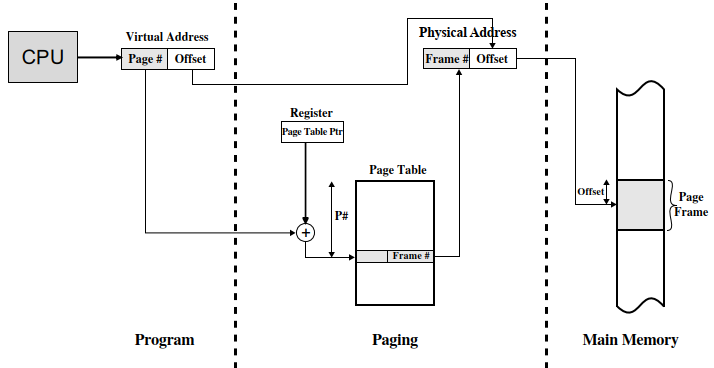 CPU
Virtual Address
Page #
Offset
Physical Address
Frame #
Offset
Register
Page Table Ptr
Page Table
P#
+
Frame #
Offset
Page
Frame
Program
Paging
Main Memory